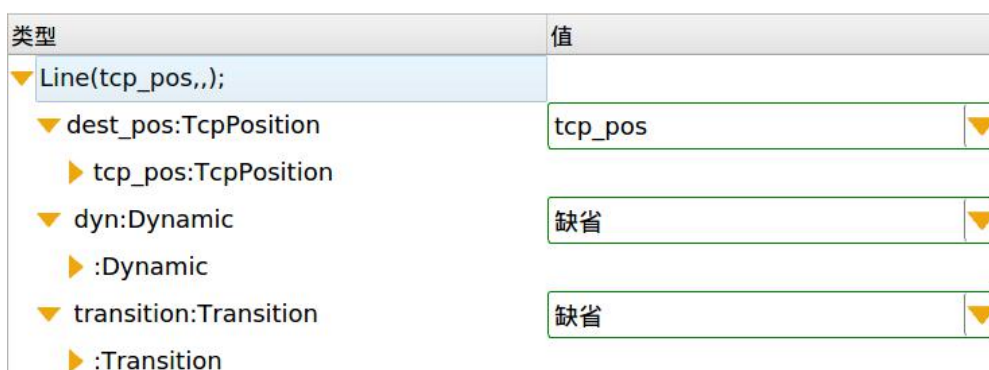 类型 值
Line(tcp_pos,,);
dest_pos:TcpPosition tcp_pos
tcp_pos:TcpPosition
dyn:Dynamic 缺省
:Dynamic
transition:Transition 缺省
:Transition